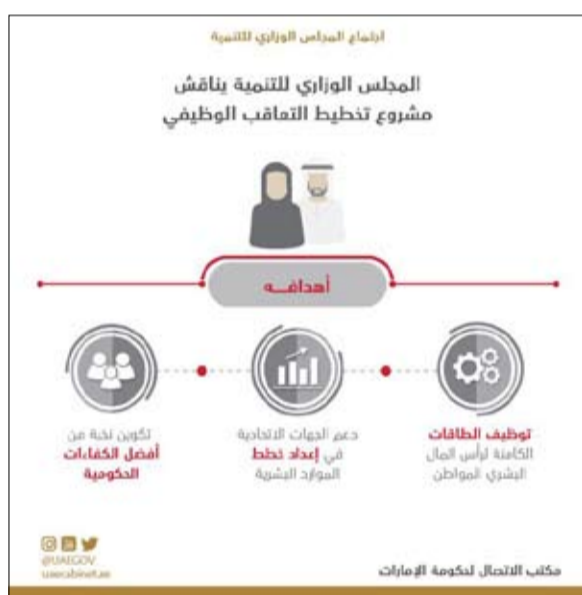 اجتماع المجلس الوزاري للتنمية
المجلس الوزاري للتنمية يناقش
مشروع تخطيط التعاقب الوظيفي
أهدافـــه
توظيف الطاقات
الكامنة لرأس المال
البشري المواطن
دعم الجهات الاتحادية
في إعداد خطط
الموارد البشرية
تكوين نخبة من
أفضل الكفاءات
الحكومية
@UAEGOV
uaecabinet.ae
مكتب الاتصال لحكومة الإمارات